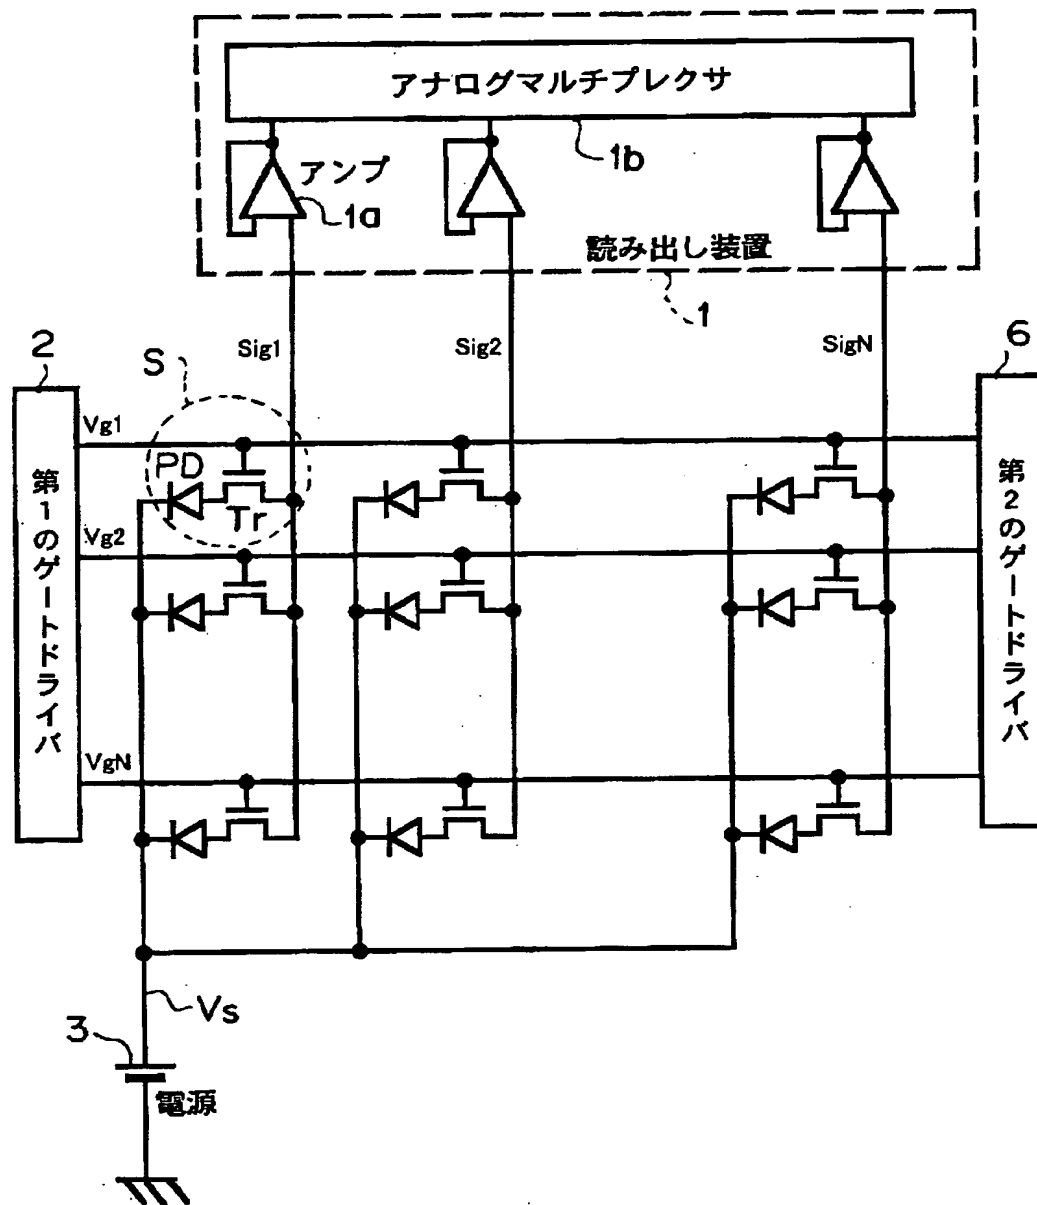 アナログマルチプレクサ
1b
アンプ
1a
読み出し装置
1
Sig1
Sig2
SigN
2
S
6
Vg1
PD
Tr
Vg2
VgN
第1のゲートドライバ
第2のゲートドライバ
Vs
3
電源